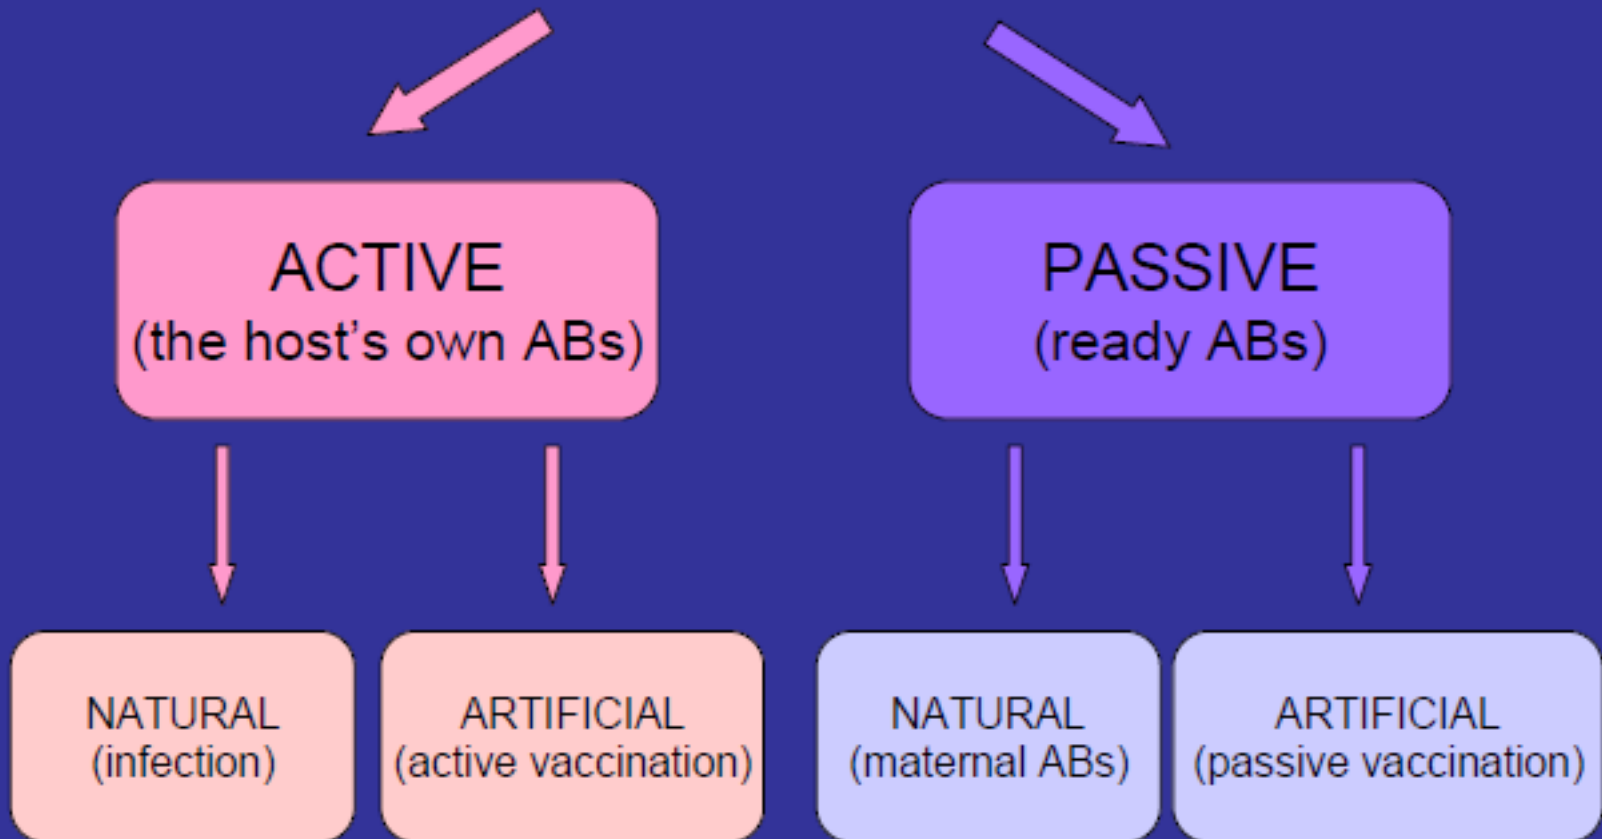 ACTIVE
(the host's own ABs)
PASSIVE
(ready ABs)
NATURAL
(infection)
ARTIFICIAL
(active vaccination)
NATURAL
(maternal ABs)
ARTIFICIAL
(passive vaccination)